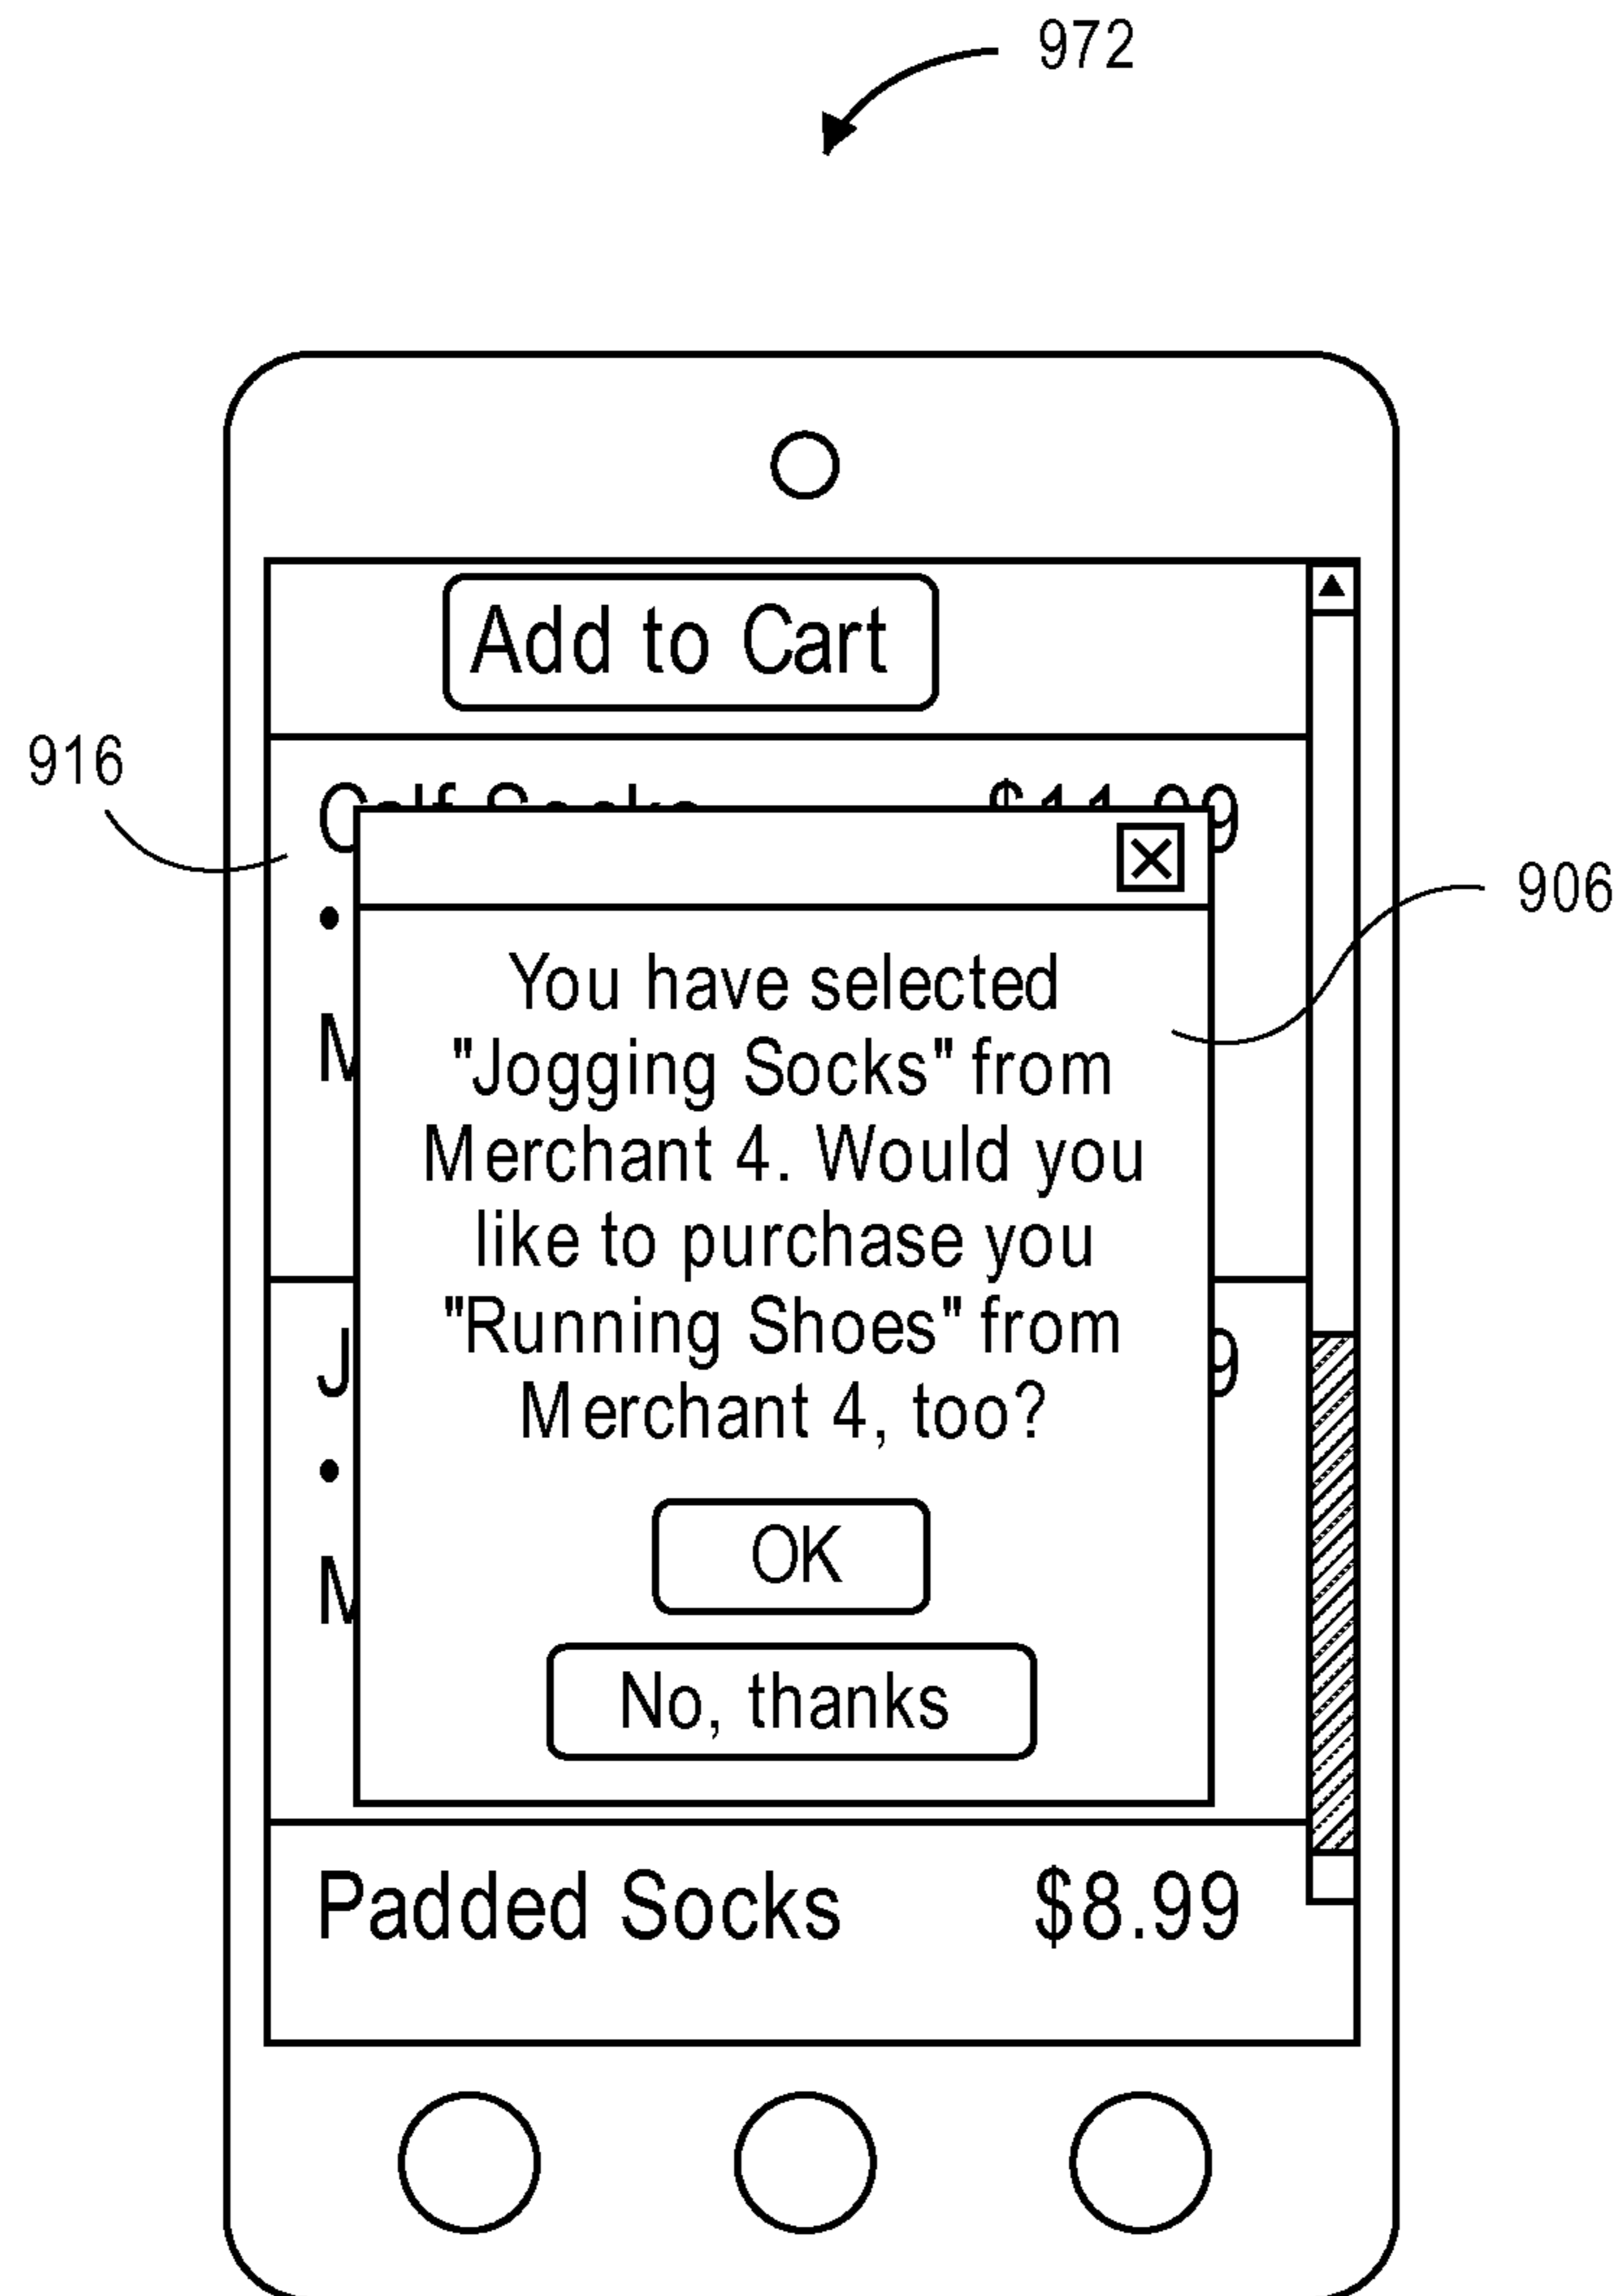 972
Add to Cart
916
906
You have selected
"Jogging Socks" from
Merchant 4. Would you
like to purchase you
"Running Shoes" from
Merchant 4, too?
OK
No, thanks
Padded Socks $8.99